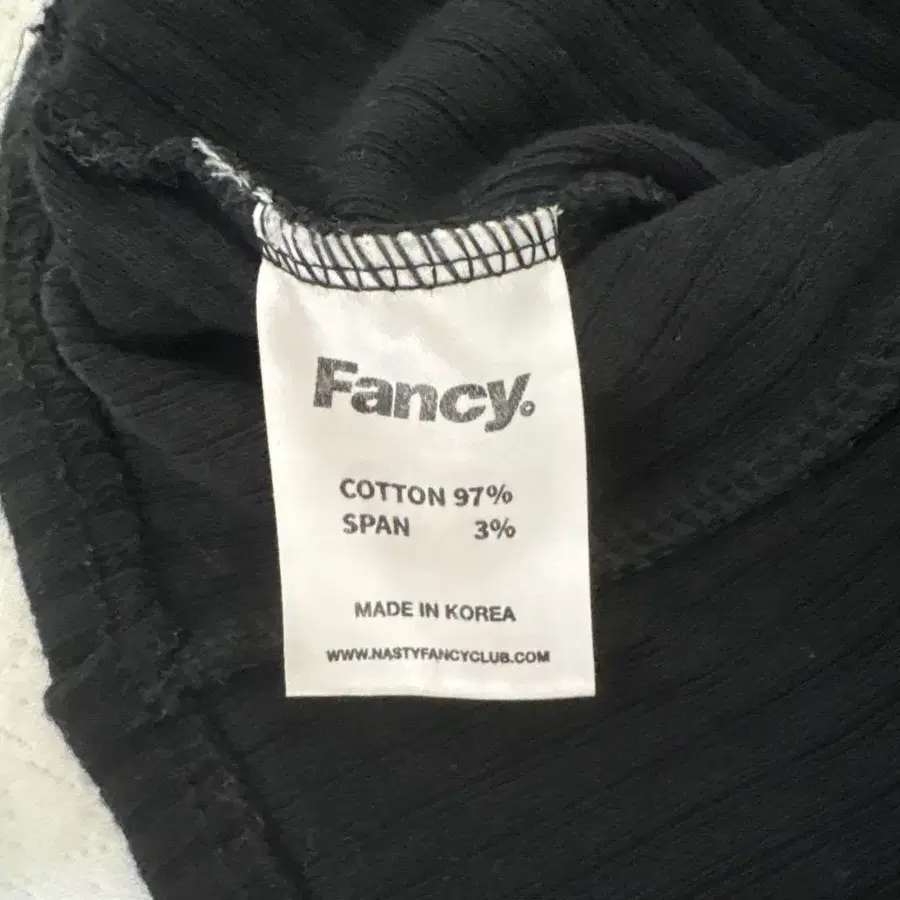 Fancy.
COTTON 97%
SPAN 3%
MADE IN KOREA
WWW.NASTYFANCYCLUB.COM